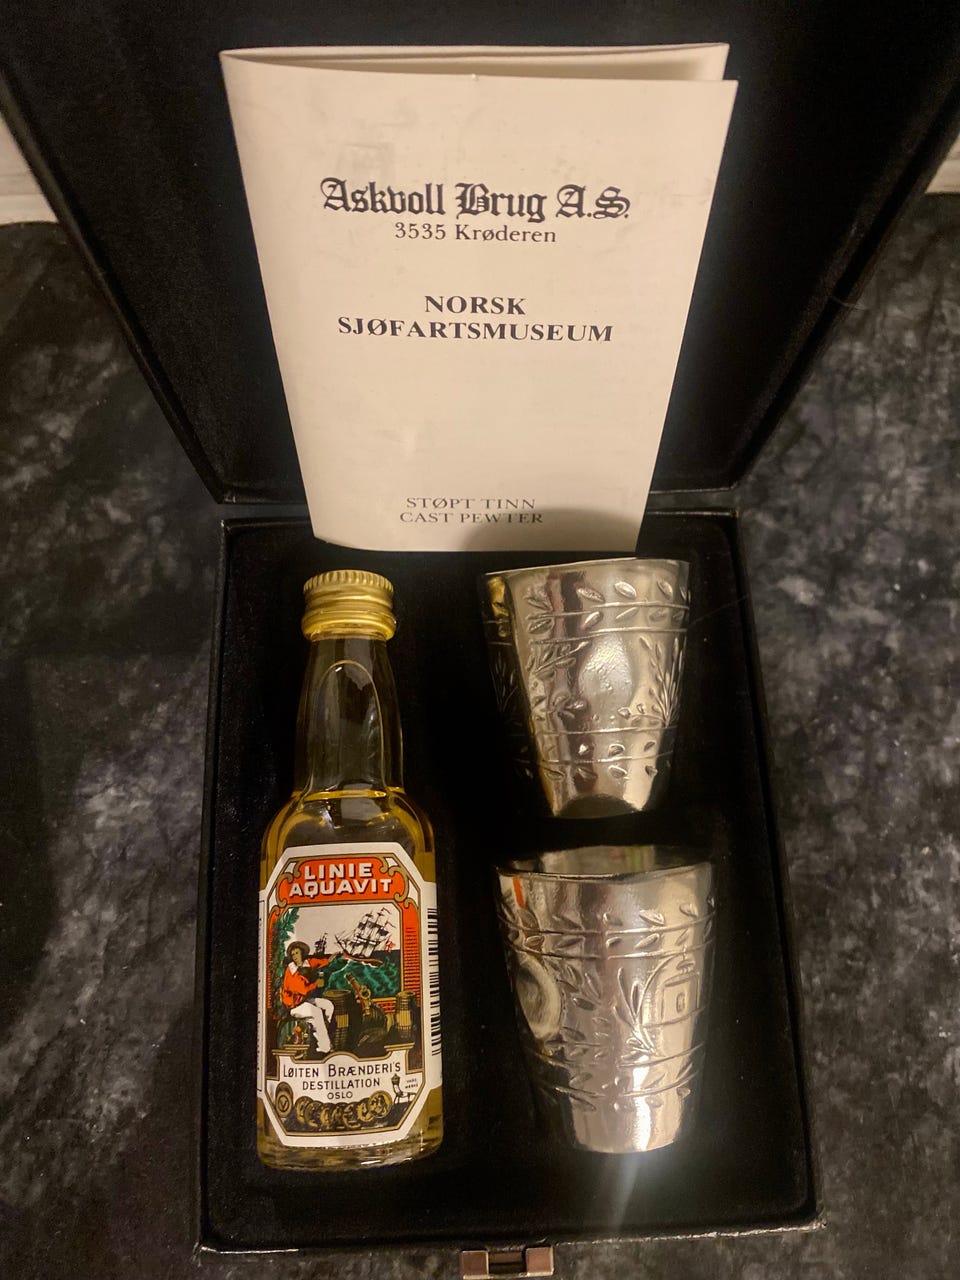 Askvoll Brug A.S.
3535 Krøderen
NORSK
SJØFARTSMUSEUM
STØPT TINN
CAST PEWTER
LINIE
AQUAVIT
LØITEN BRÆNDERI'S
DESTILLATION
OSLO